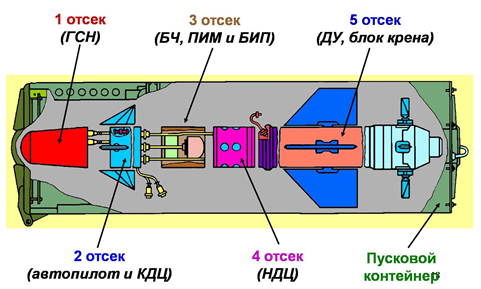 1 отсек
(ГСН)
3 отсек
(БЧ, ПИМ и БИП)
5 отсек
(ДУ, блок крена)
2 отсек
(автопилот и КДЦ)
4 отсек
(НДЦ)
Пусковой
контейнер